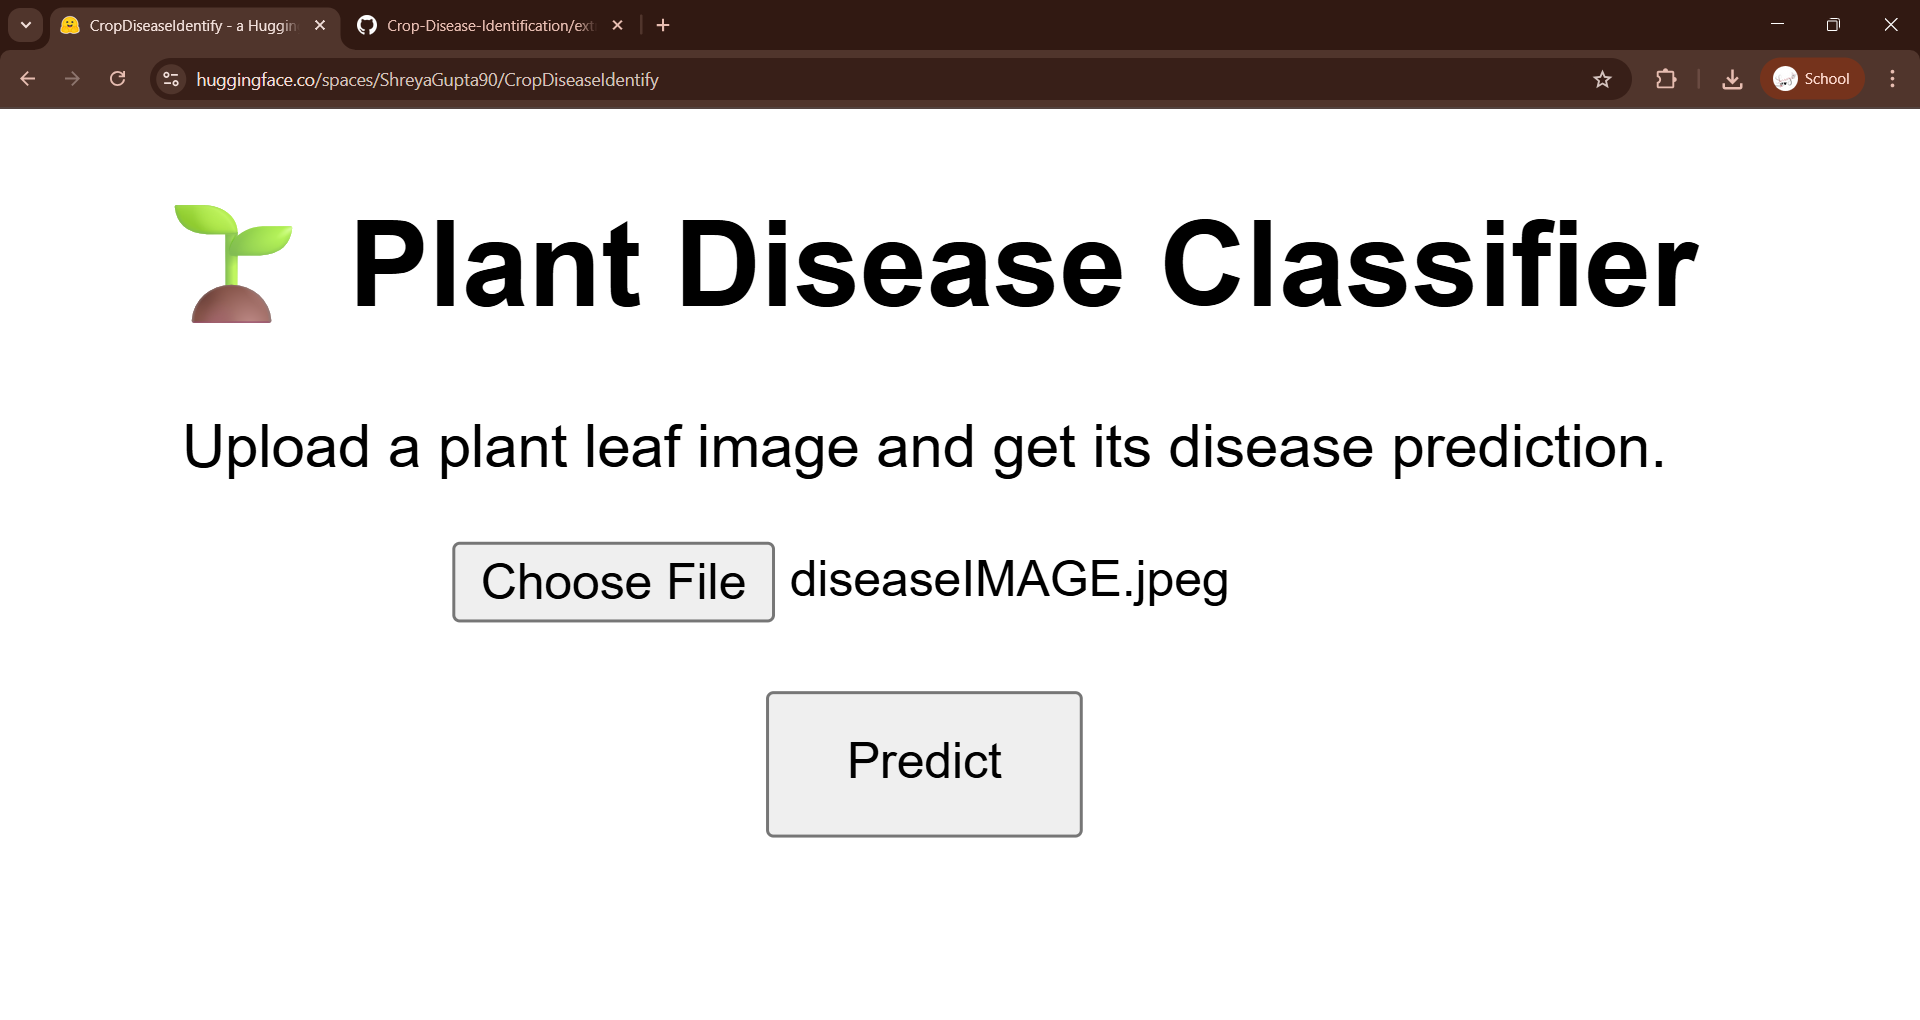 CropDiseaseIdentify - a Huggin
Crop-Disease-Identification/ext
huggingface.co/spaces/ShreyaGupta90/CropDiseaseIdentify
School
Plant Disease Classifier
Upload a plant leaf image and get its disease prediction.
Choose File diseaseIMAGE.jpeg
Predict